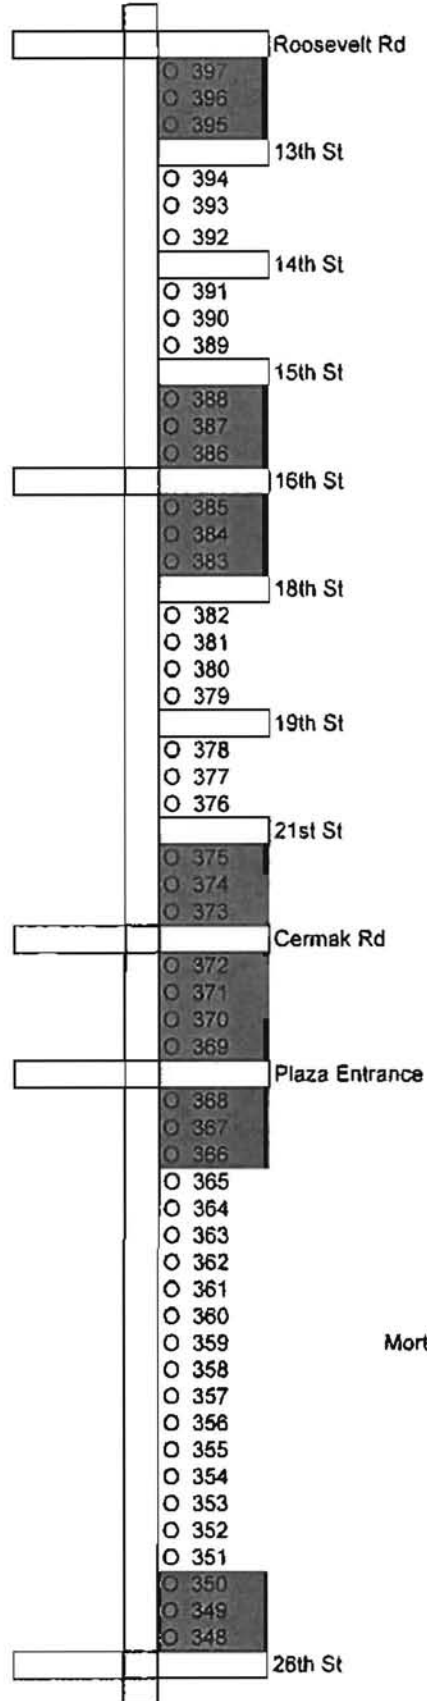 Roosevelt Rd
O 397
O 396
O 395
13th St
O 394
O 393
O 392
14th St
O 391
O 390
O 389
15th St
O 388
O 387
O 386
16th St
O 385
O 384
O 383
18th St
O 382
O 381
O 380
O 379
19th St
O 378
O 377
O 376
21st St
O 375
O 374
O 373
Cermak Rd
O 372
O 371
O 370
O 369
Plaza Entrance
O 368
O 367
O 366
O 365
O 364
O 363
O 362
O 361
O 360
O 359 Mort
O 358
O 357
O 356
O 355
O 354
O 353
O 352
O 351
O 350
O 349
O 348
26th St